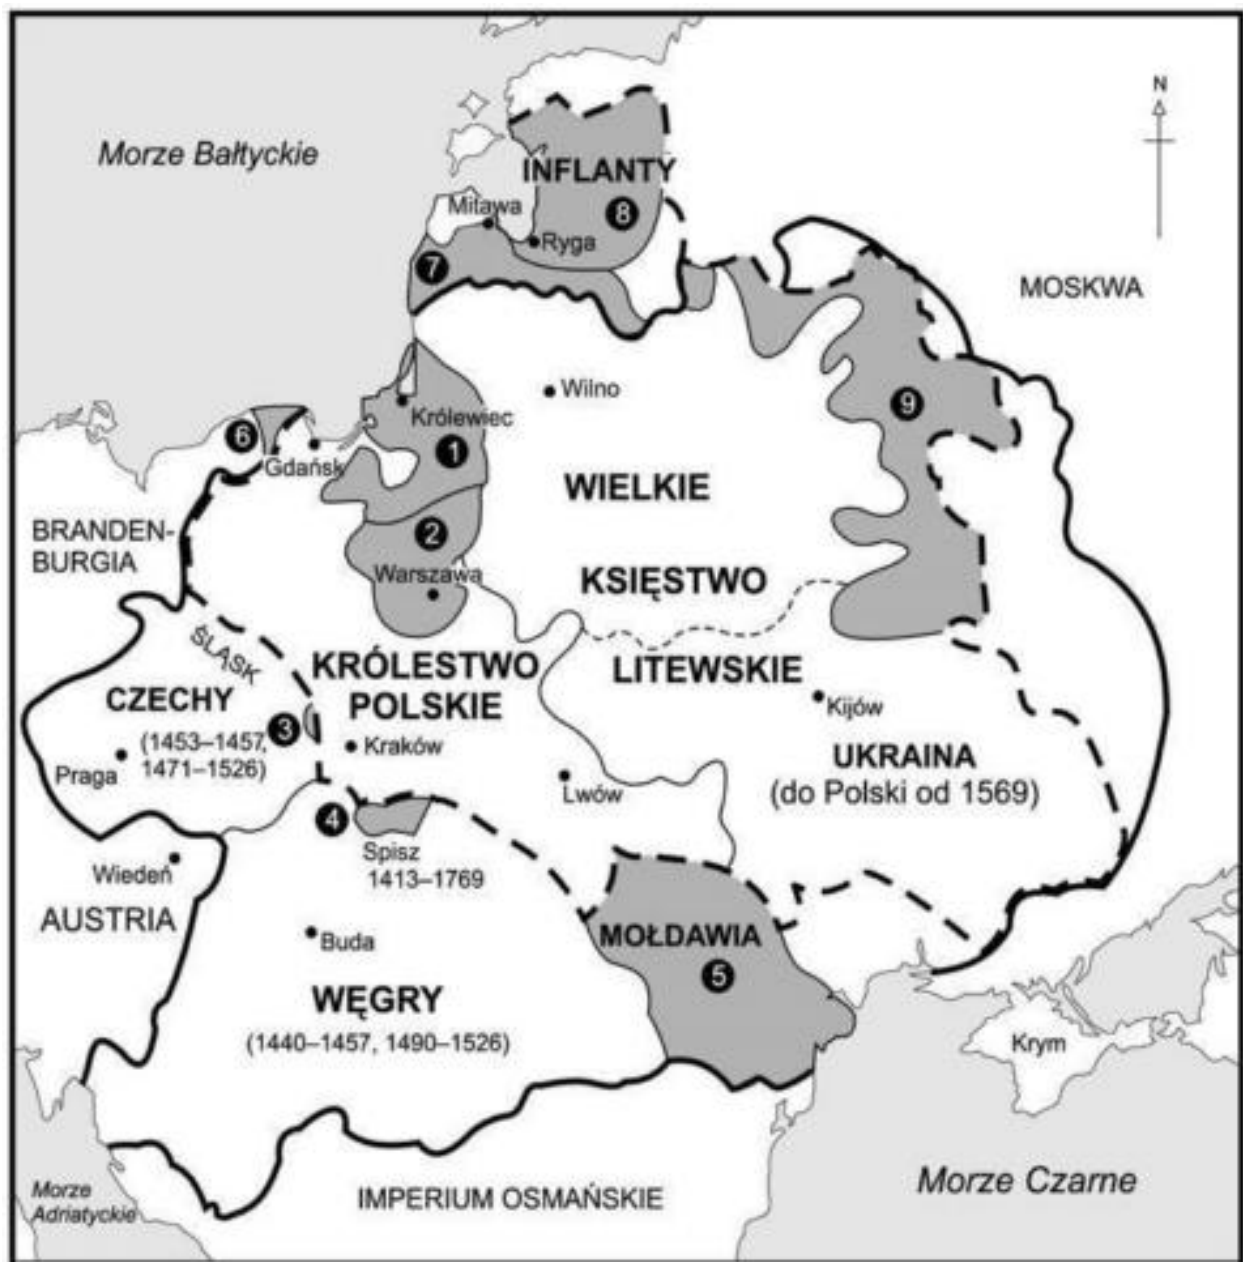 N
Morze Bałtyckie
INFLANTY
8
Mitawa
Ryga
7
MOSKWA
Wilno
9
6
Królewiec
Gdańsk
1
WIELKIE
BRANDEN-
BURGIA
2
Warszawa
KSIĘSTWO
ŚLĄSK
KRÓLESTWO
POLSKIE
LITEWSKIE
CZECHY
(1453–1457,
1471–1526)
3
Praga
Kraków
Kijów
UKRAINA
(do Polski od 1569)
Lwów
4
Spisz
1413–1769
Wiedeń
AUSTRIA
Buda
MOŁDAWIA
5
WĘGRY
(1440–1457, 1490–1526)
Krym
Morze
Adriatyckie
IMPERIUM OSMAŃSKIE
Morze Czarne